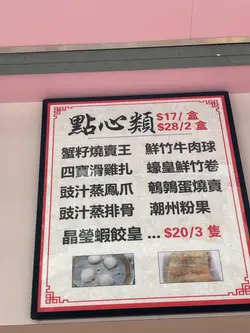 點心類 $17/盒
$28/2盒
蟹籽燒賣王 鮮竹牛肉球
四寶滑雞扎 蠔皇鮮竹卷
豉汁蒸鳳爪 鵪鶉蛋燒賣
豉汁蒸排骨 潮州粉果
晶瑩蝦餃皇 ... $20/3 隻